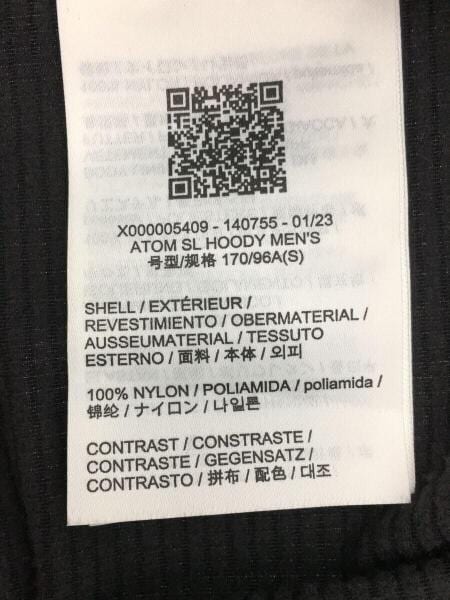 X000005409 - 140755 - 01/23
ATOM SL HOODY MEN'S
号型/规格 170/96A(S)
SHELL / EXTÉRIEUR /
REVESTIMIENTO / OBERMATERIAL /
AUSSEUMATERIAL / TESSUTO
ESTERNO / 面料 / 本体 / 외피
100% NYLON / POLIAMIDA / poliamida /
锦纶 / ナイロン / 나일론
CONTRAST / CONSTRASTE /
CONTRASTE / GEGENSATZ /
CONTRASTO / 拼布 / 配色 / 대조